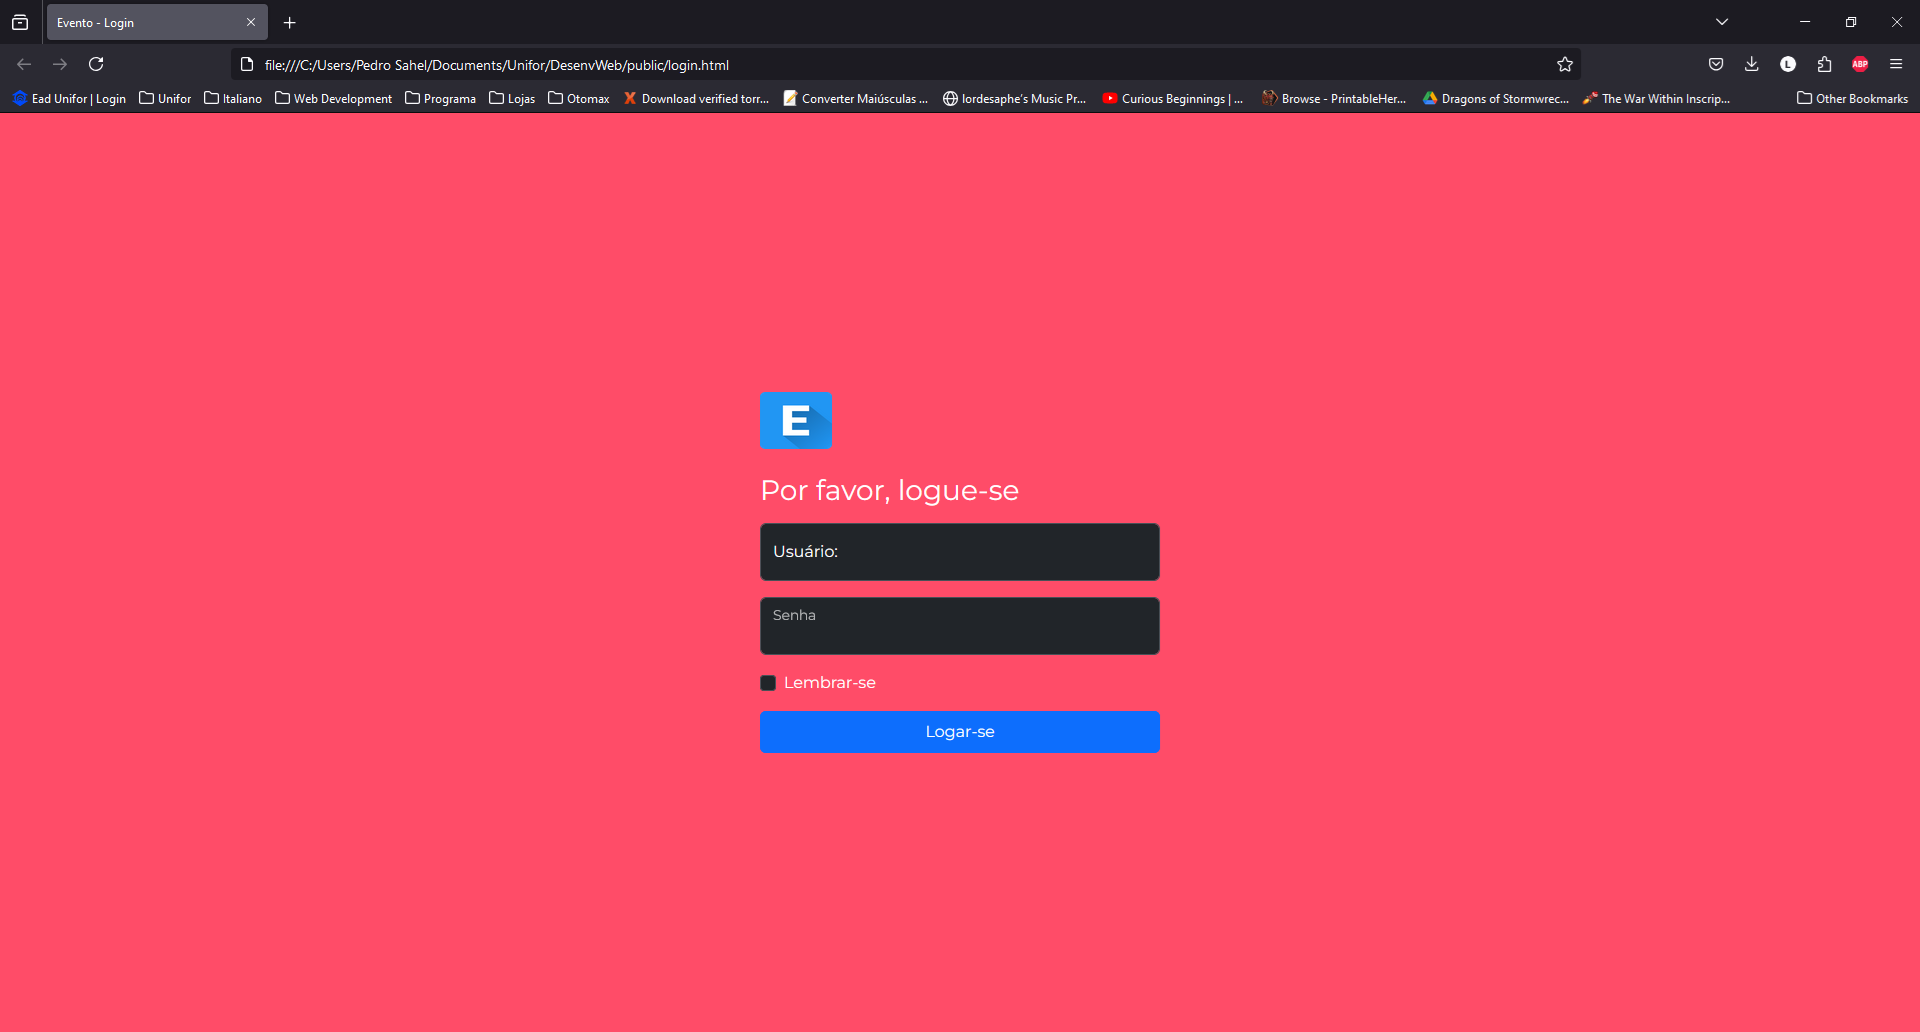 Evento - Login
file:///C:/Users/Pedro Sahel/Documents/Unifor/DesenvWeb/public/login.html
L
ABP
Ead Unifor | Login
Unifor
Italiano
Web Development
Programa
Lojas
Otomax
Download verified torr...
Converter Maiúsculas ...
lordesaphe's Music Pr...
Curious Beginnings | ...
Browse - PrintableHer...
Dragons of Stormwrec...
The War Within Inscrip...
Other Bookmarks
E
Por favor, logue-se
Usuário:
Senha
Lembrar-se
Logar-se